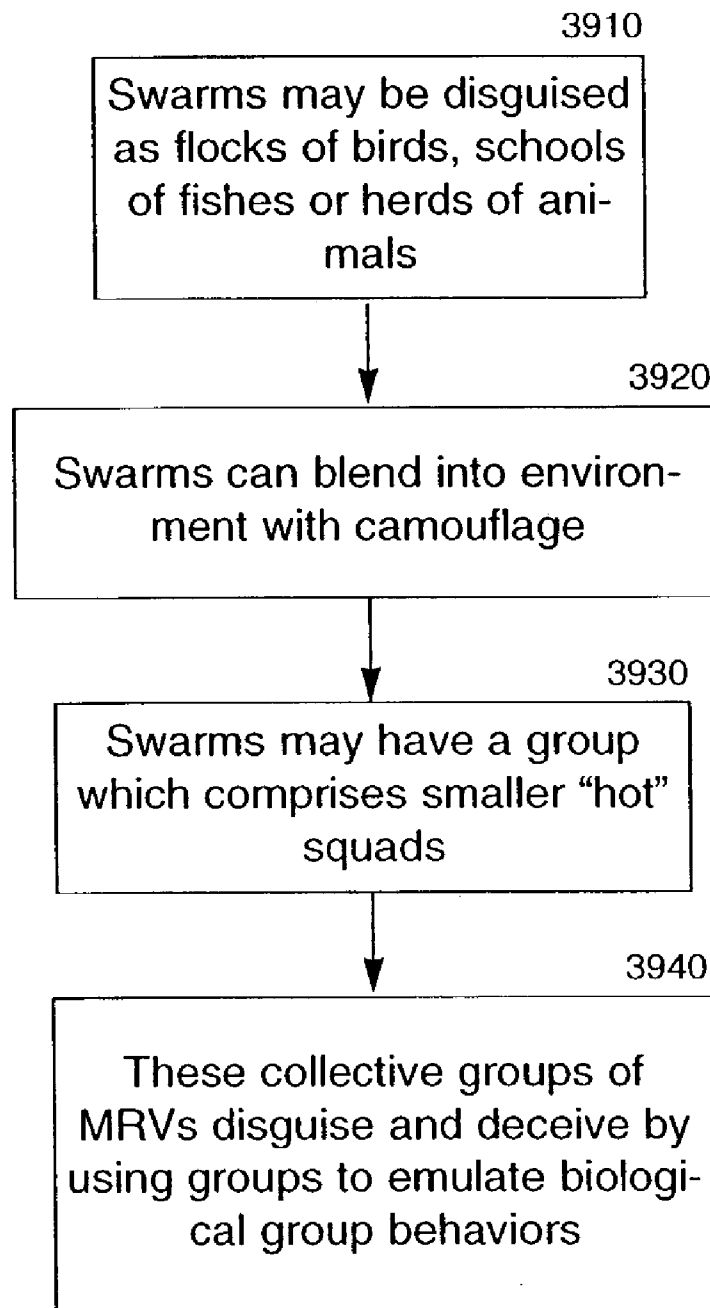 3910
Swarms may be disguised
as flocks of birds, schools
of fishes or herds of ani-
mals
3920
Swarms can blend into environ-
ment with camouflage
3930
Swarms may have a group
which comprises smaller “hot”
squads
3940
These collective groups of
MRVs disguise and deceive by
using groups to emulate biologi-
cal group behaviors